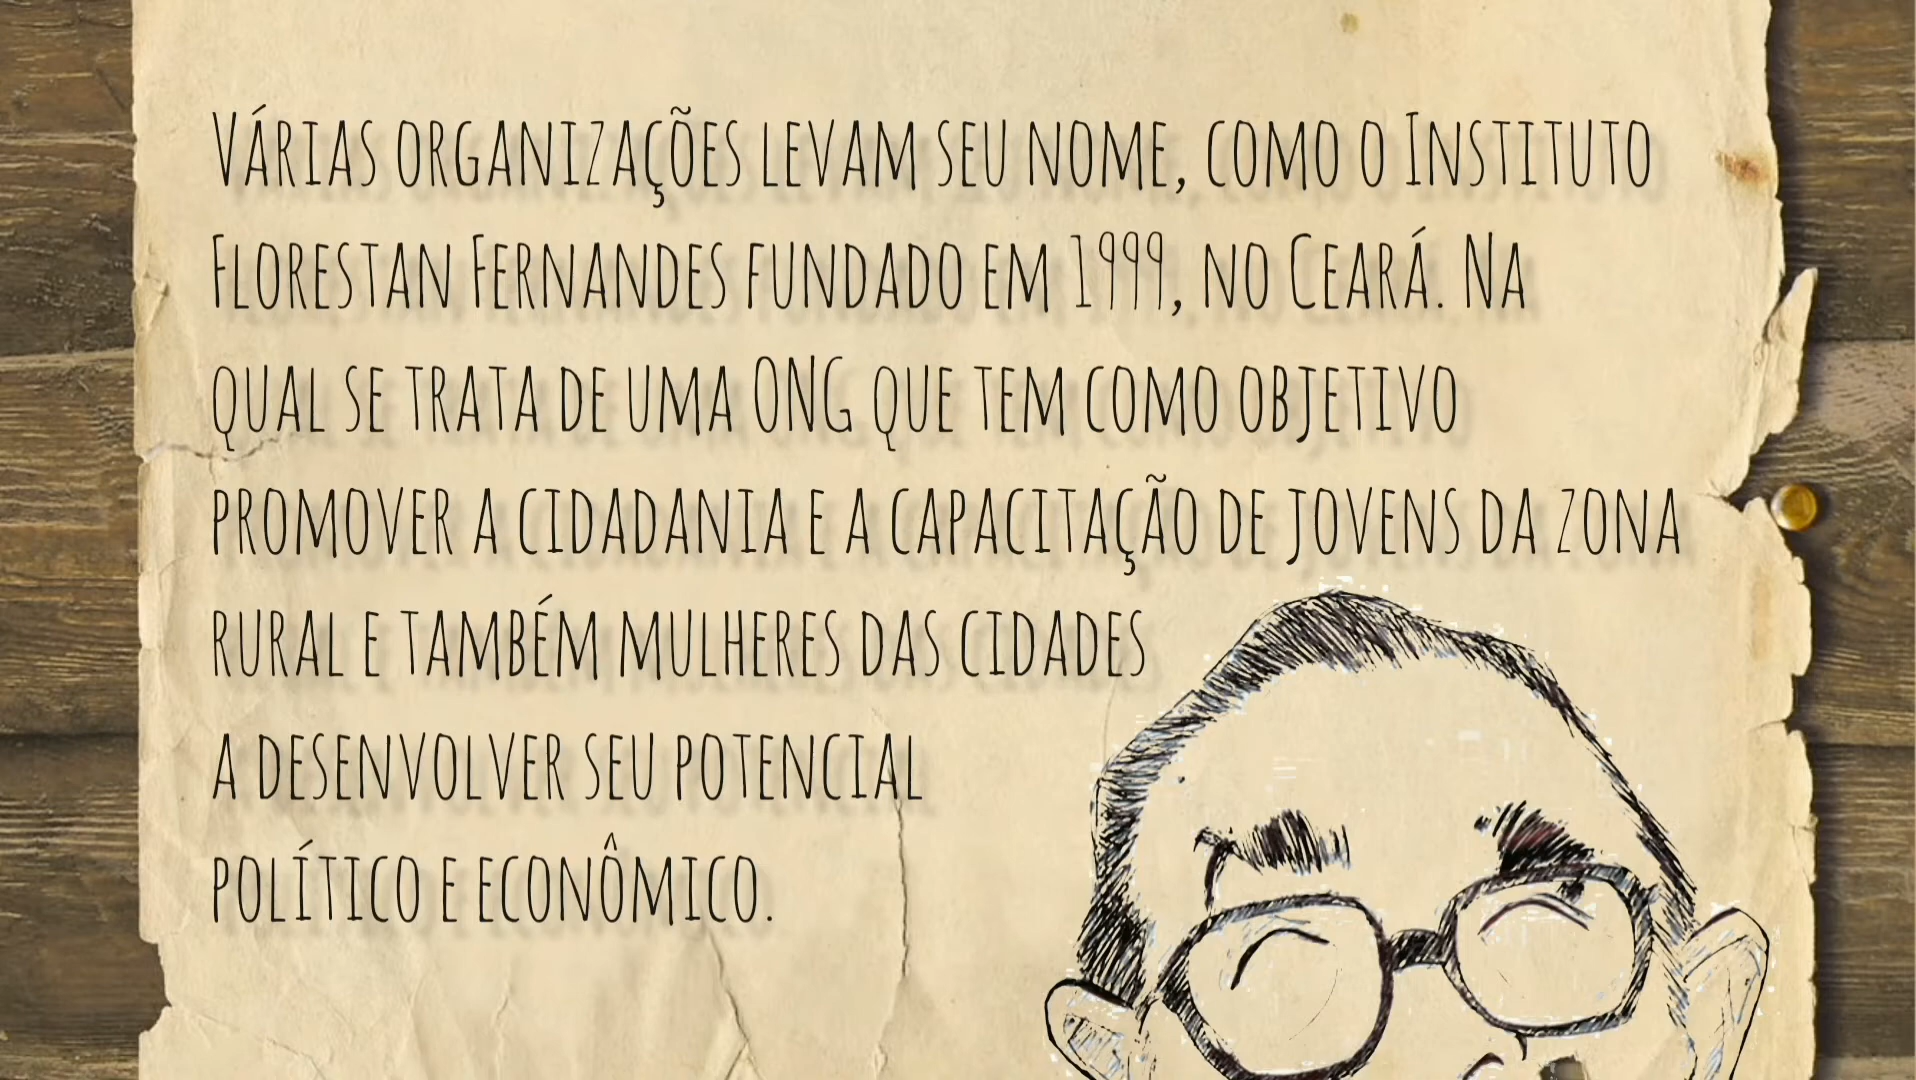 Várias organizações levam seu nome, como o Instituto
Florestan Fernandes fundado em 1999, no Ceará. Na
qual se trata de uma ONG que tem como objetivo
promover a cidadania e a capacitação de jovens da zona
rural e também mulheres das cidades
a desenvolver seu potencial
político e econômico.